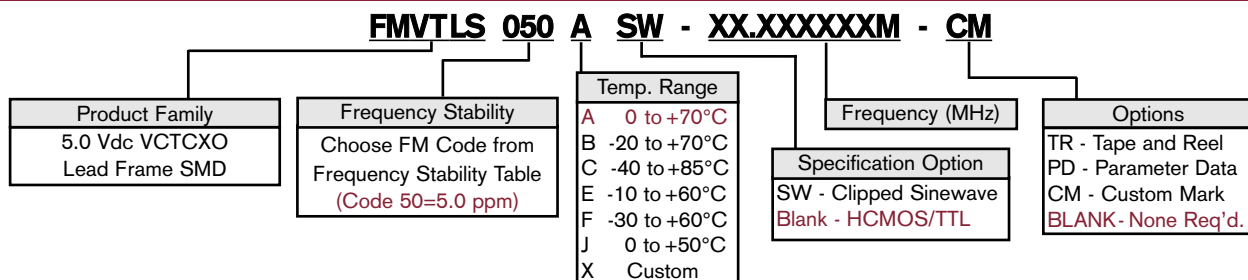 FMVTLS 050 A SW - XX.XXXXXXM - CM
Product Family
5.0 Vdc VCTCXO
Lead Frame SMD
Frequency Stability
Choose FM Code from
Frequency Stability Table
(Code 50=5.0 ppm)
Temp. Range
A 0 to +70°C
B -20 to +70°C
C -40 to +85°C
E -10 to +60°C
F -30 to +60°C
J 0 to +50°C
X Custom
Specification Option
SW - Clipped Sinewave
Blank - HCMOS/TTL
Frequency (MHz)
Options
TR - Tape and Reel
PD - Parameter Data
CM - Custom Mark
BLANK - None Req'd.